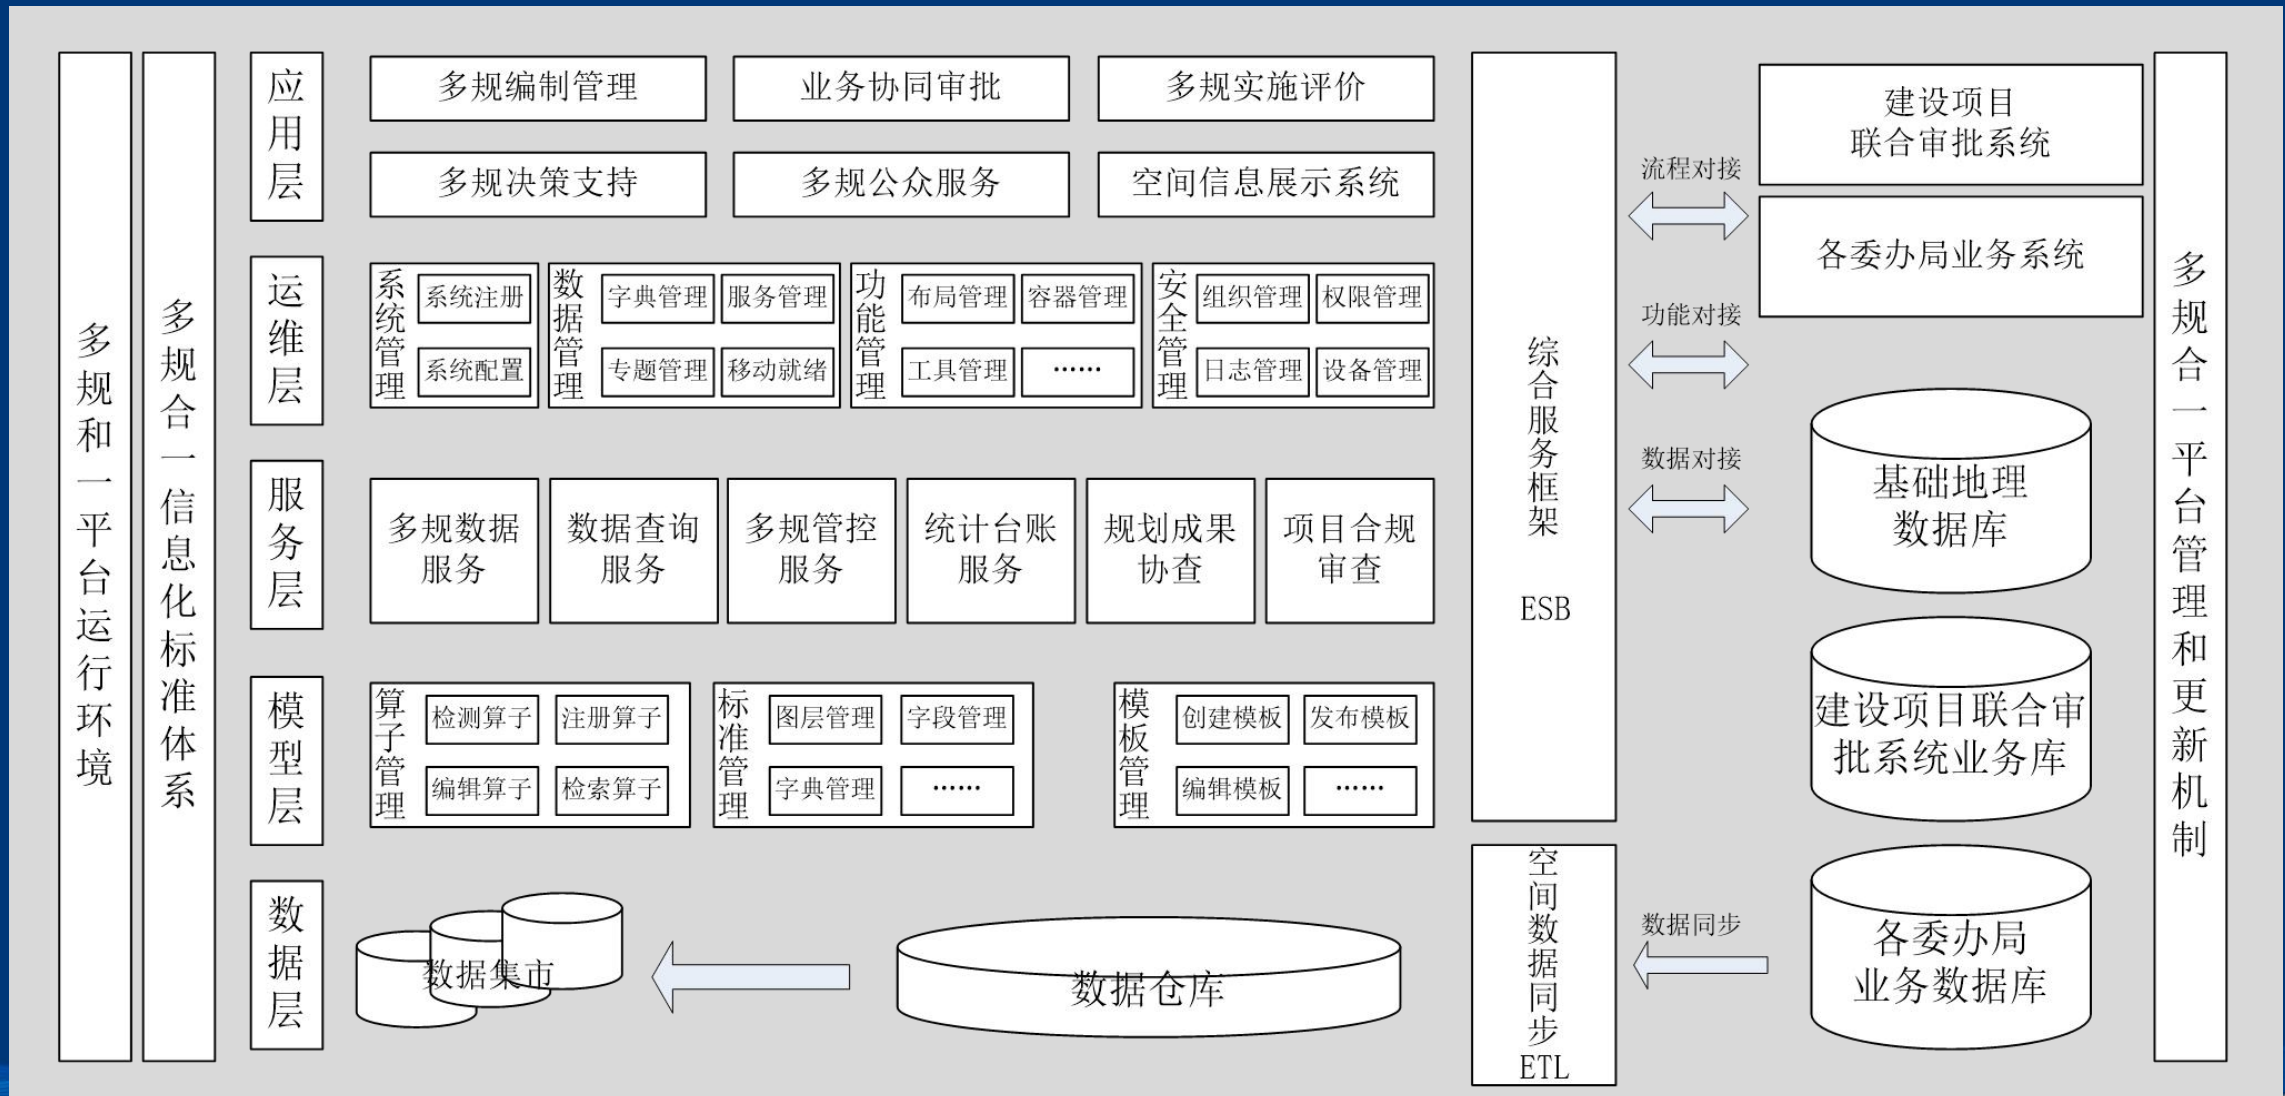 多规和一平台运行环境
多规合一信息化标准体系
应用层
多规编制管理
业务协同审批
多规实施评价
多规决策支持
多规公众服务
空间信息展示系统
运维层
系统管理
系统注册
系统配置
数据管理
字典管理
服务管理
专题管理
移动就绪
功能管理
布局管理
容器管理
工具管理
……
安全管理
组织管理
权限管理
日志管理
设备管理
服务层
多规数据
服务
数据查询
服务
多规管控
服务
统计台账
服务
规划成果
协查
项目合规
审查
模型层
算子管理
检测算子
注册算子
编辑算子
检索算子
标准管理
图层管理
字段管理
字典管理
……
模板管理
创建模板
发布模板
编辑模板
……
数据层
数据集市
数据仓库
综合服务框架
ESB
空间数据同步
ETL
流程对接
功能对接
数据对接
数据同步
建设项目
联合审批系统
各委办局业务系统
基础地理
数据库
建设项目联合审
批系统业务库
各委办局
业务数据库
多规合一平台管理和更新机制